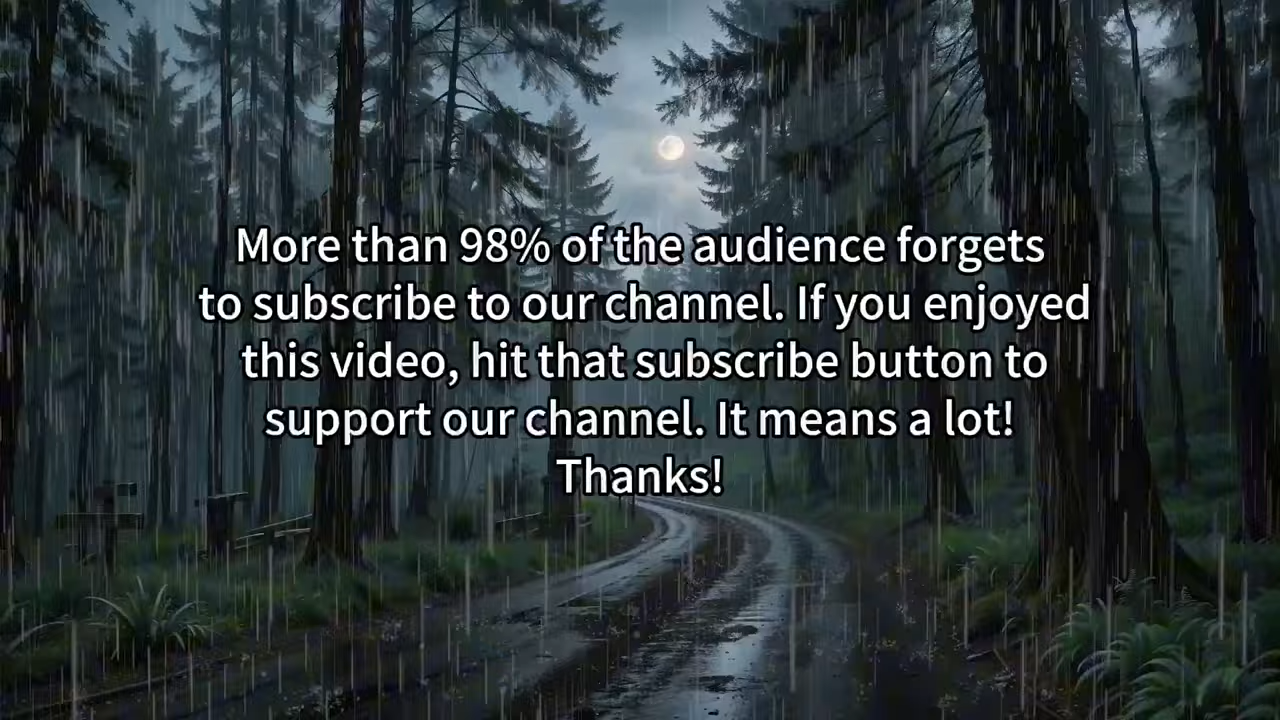 More than 98% of the audience forgets
to subscribe to our channel. If you enjoyed
this video, hit that subscribe button to
support our channel. It means a lot!
Thanks!